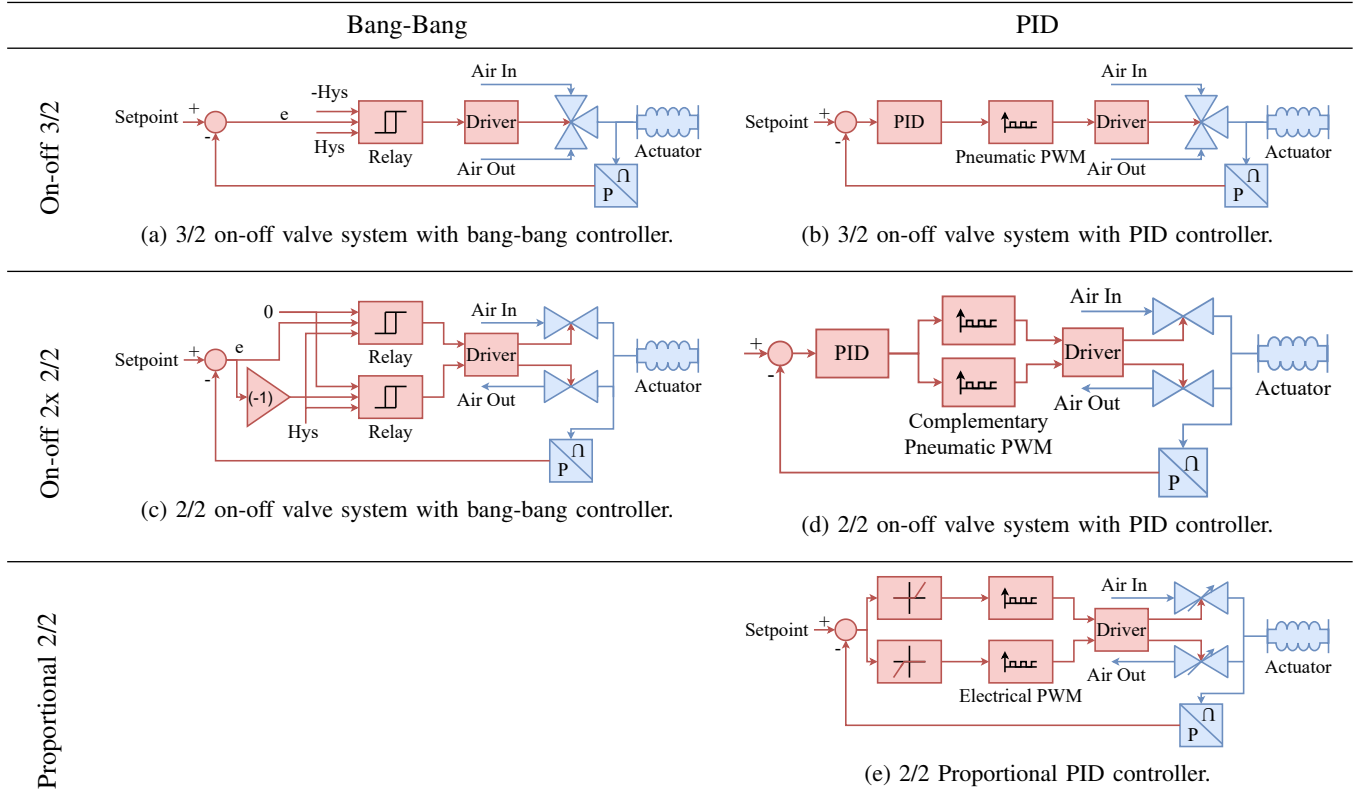 Bang-Bang
PID
On-off 3/2
Setpoint
+
-
e
-Hys
Hys
Relay
Driver
Air In
Air Out
Actuator
P
U
(a) 3/2 on-off valve system with bang-bang controller.
Setpoint
+
-
PID
Pneumatic PWM
Driver
Air In
Air Out
Actuator
P
U
(b) 3/2 on-off valve system with PID controller.
On-off 2x 2/2
Setpoint
+
-
e
0
(-1)
Hys
Relay
Relay
Driver
Air In
Air Out
Actuator
P
U
(c) 2/2 on-off valve system with bang-bang controller.
+
-
PID
Complementary
Pneumatic PWM
Driver
Air In
Air Out
Actuator
P
U
(d) 2/2 on-off valve system with PID controller.
Proportional 2/2
Setpoint
+
-
Electrical PWM
Driver
Air In
Air Out
Actuator
P
U
(e) 2/2 Proportional PID controller.